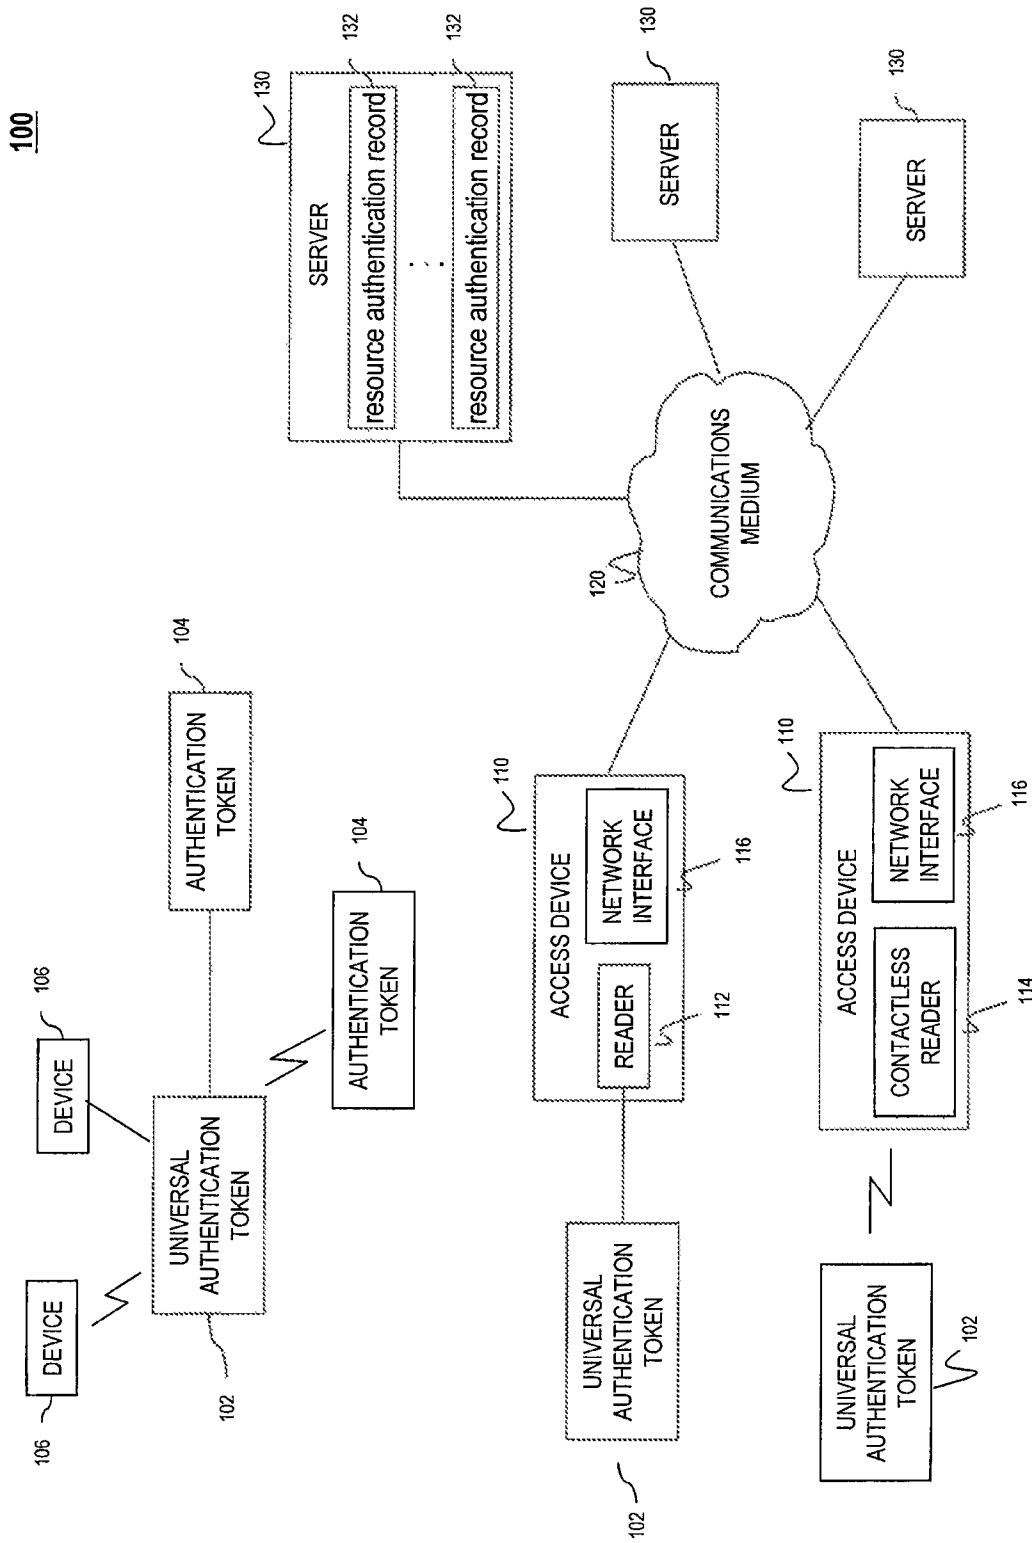 100
106
DEVICE
DEVICE
106
UNIVERSAL
AUTHENTICATION
TOKEN
102
AUTHENTICATION
TOKEN
104
AUTHENTICATION
TOKEN
104
SERVER
130
resource authentication record
132
resource authentication record
132
SERVER
130
SERVER
130
120
COMMUNICATIONS
MEDIUM
UNIVERSAL
AUTHENTICATION
TOKEN
102
ACCESS DEVICE
110
READER
112
NETWORK
INTERFACE
116
UNIVERSAL
AUTHENTICATION
TOKEN
102
ACCESS DEVICE
110
CONTACTLESS
READER
114
NETWORK
INTERFACE
116